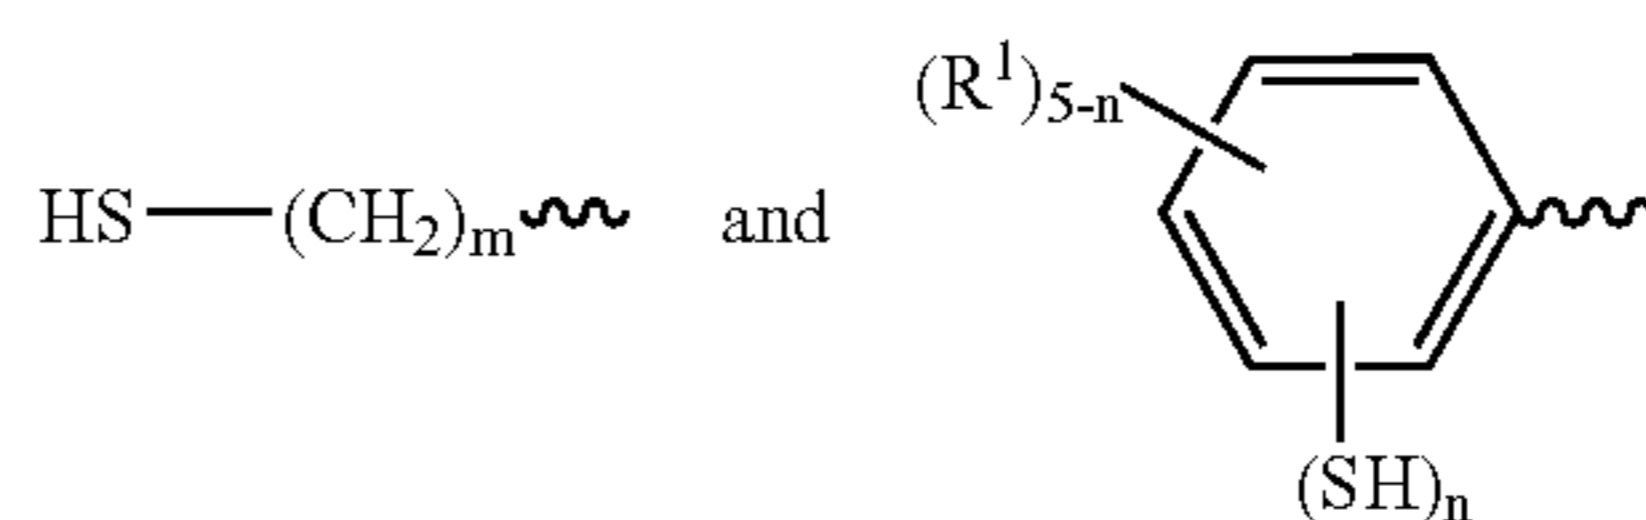 (R¹)₅₋ₙ
HS—(CH₂)ₘ and
(SH)ₙ